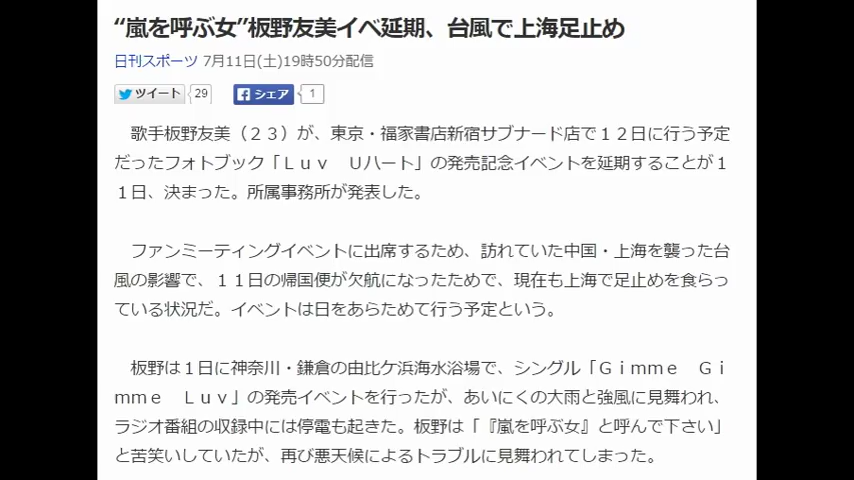 “嵐を呼ぶ女”板野友美イベ延期、台風で上海足止め
日刊スポーツ 7月11日(土)19時50分配信
ツイート 29 シェア 1
　歌手板野友美（２３）が、東京・福家書店新宿サブナード店で１２日に行う予定
だったフォトブック「Ｌｕｖ　Ｕハート」の発売記念イベントを延期することが１
１日、決まった。所属事務所が発表した。
　ファンミーティングイベントに出席するため、訪れていた中国・上海を襲った台
風の影響で、１１日の帰国便が欠航になったためで、現在も上海で足止めを食らっ
ている状況だ。イベントは日をあらためて行う予定という。
　板野は１日に神奈川・鎌倉の由比ケ浜海水浴場で、シングル「Ｇｉｍｍｅ　Ｇｉ
ｍｍｅ　Ｌｕｖ」の発売イベントを行ったが、あいにくの大雨と強風に見舞われ、
ラジオ番組の収録中には停電も起きた。板野は「『嵐を呼ぶ女』と呼んで下さい」
と苦笑いしていたが、再び悪天候によるトラブルに見舞われてしまった。